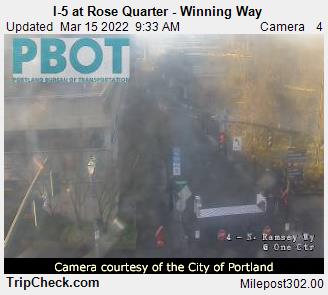 I-5 at Rose Quarter - Winning Way
Updated Mar 15 2022 9:33 AM Camera 4
PBOT
PORTLAND BUREAU OF TRANSPORTATION
4 - N. Ramsey Wy
@ One Ctr
Camera courtesy of the City of Portland
TripCheck.com Milepost302.00